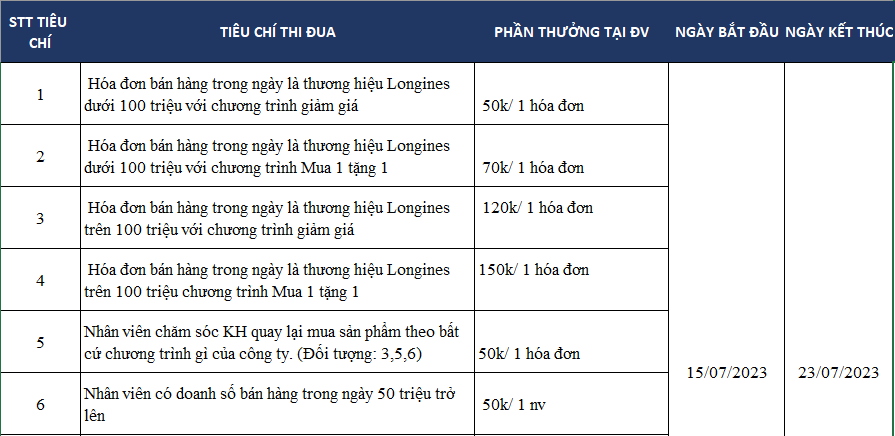 STT TIÊU CHÍ
TIÊU CHÍ THI ĐUA
PHẦN THƯỞNG TẠI ĐV
NGÀY BẮT ĐẦU
NGÀY KẾT THÚC
1
Hóa đơn bán hàng trong ngày là thương hiệu Longines
dưới 100 triệu với chương trình giảm giá
50k/ 1 hóa đơn
2
Hóa đơn bán hàng trong ngày là thương hiệu Longines
dưới 100 triệu với chương trình Mua 1 tặng 1
70k/ 1 hóa đơn
3
Hóa đơn bán hàng trong ngày là thương hiệu Longines
trên 100 triệu với chương trình giảm giá
120k/ 1 hóa đơn
4
Hóa đơn bán hàng trong ngày là thương hiệu Longines
trên 100 triệu chương trình Mua 1 tặng 1
150k/ 1 hóa đơn
5
Nhân viên chăm sóc KH quay lại mua sản phẩm theo bất
cứ chương trình gì của công ty. (Đối tượng: 3,5,6)
50k/ 1 hóa đơn
15/07/2023
23/07/2023
6
Nhân viên có doanh số bán hàng trong ngày 50 triệu trở
lên
50k/ 1 nv